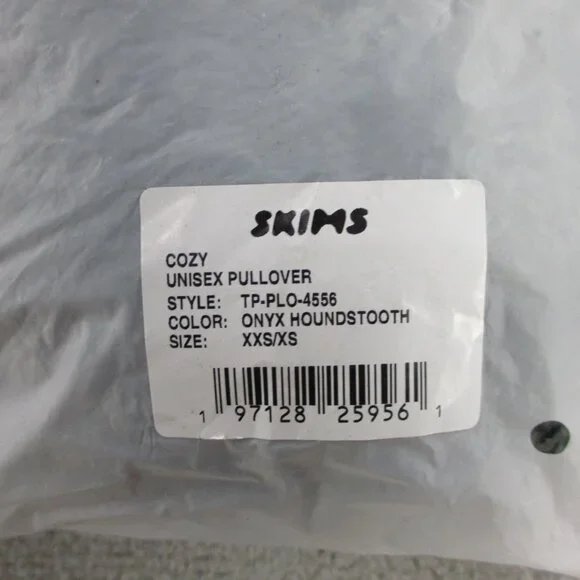 SKIMS
COZY
UNISEX PULLOVER
STYLE: TP-PLO-4556
COLOR: ONYX HOUNDSTOOTH
SIZE: XXS/XS
1 97128 25956 1